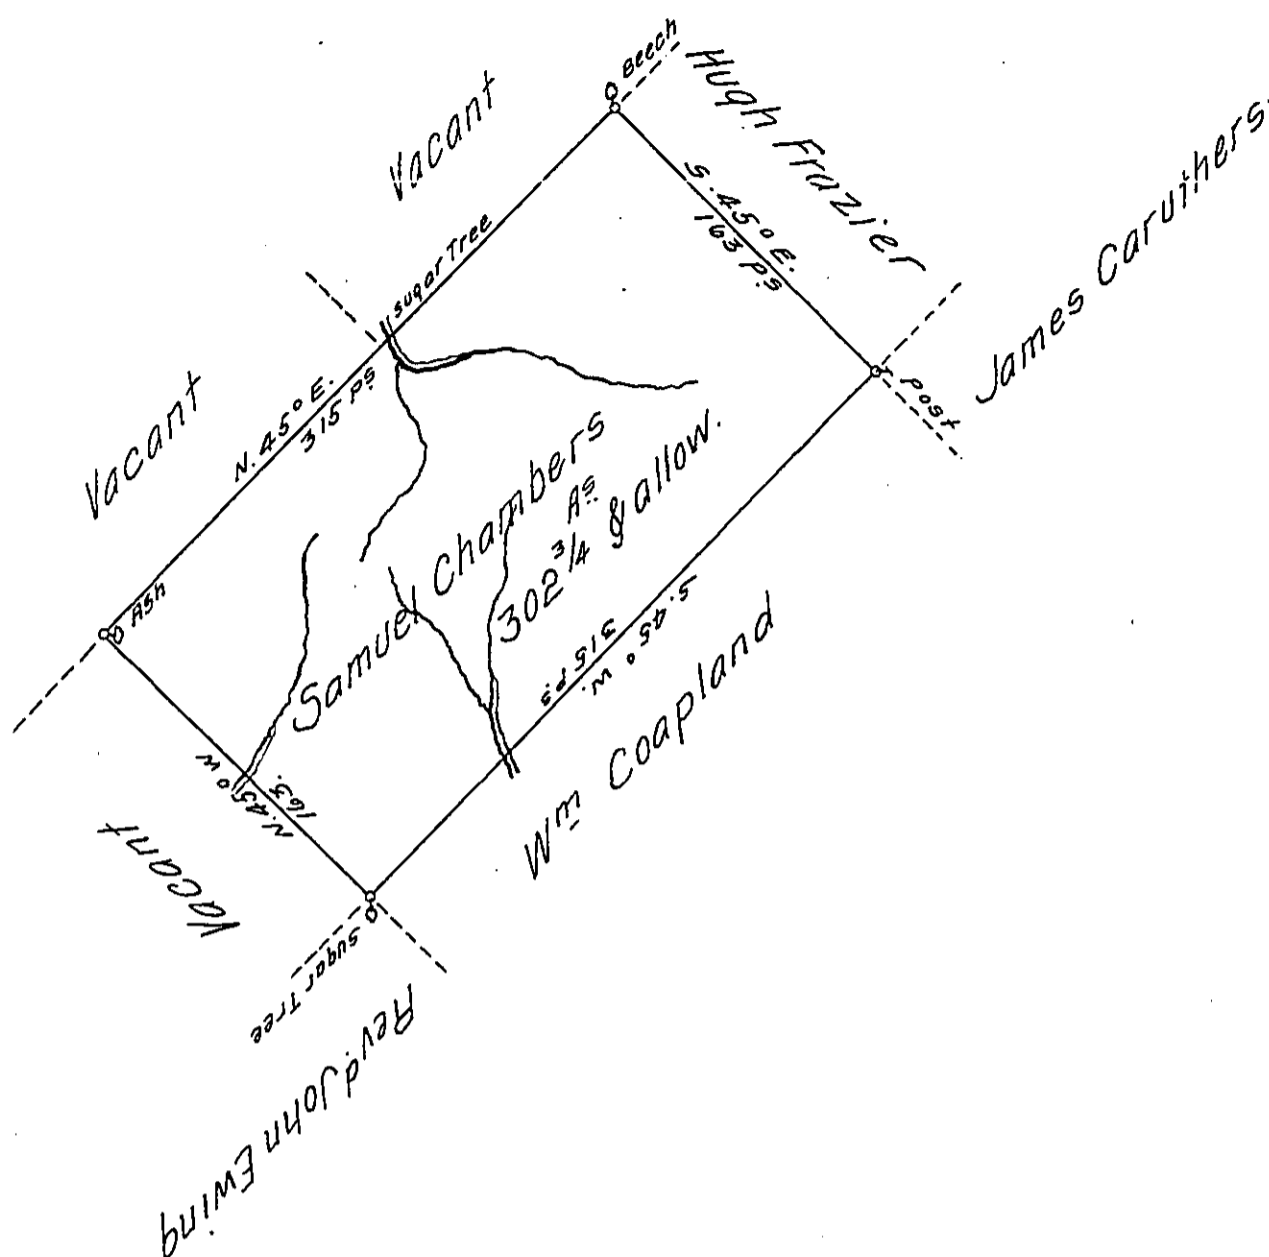 Beech
Hugh Frazier
Vacant
S. 45° E.
163 Ps
James Caruthers
Sugar Tree
Post
Vacant
N. 45° E.
315 Ps
Samuel Chambers
302 3/4 As & allow.
Ash
S. 45° W.
315 Ps
Wm Coapland
N. 45° W
163.
Vacant
Sugar Tree
Rev.d John Ewing